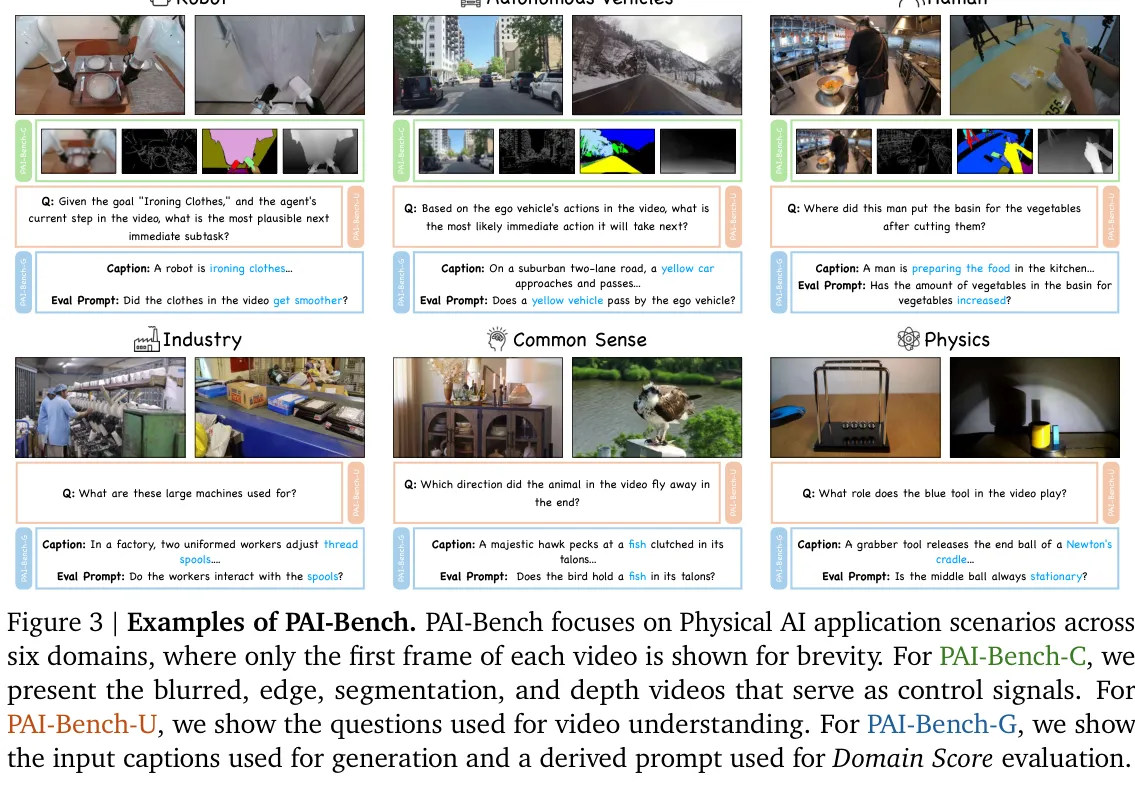 Robot
Autonomous Vehicles
Human
PAI-Bench-C
PAI-Bench-C
PAI-Bench-C
Q: Given the goal "Ironing Clothes," and the agent's
current step in the video, what is the most plausible next
immediate subtask?
PAI-Bench-U
Q: Based on the ego vehicle's actions in the video, what is
the most likely immediate action it will take next?
PAI-Bench-U
Q: Where did this man put the basin for the vegetables
after cutting them?
PAI-Bench-U
PAI-Bench-G
Caption: A robot is ironing clothes...
Eval Prompt: Did the clothes in the video get smoother?
PAI-Bench-G
Caption: On a suburban two-lane road, a yellow car
approaches and passes...
Eval Prompt: Does a yellow vehicle pass by the ego vehicle?
PAI-Bench-G
Caption: A man is preparing the food in the kitchen...
Eval Prompt: Has the amount of vegetables in the basin for
vegetables increased?
Industry
Common Sense
Physics
Q: What are these large machines used for?
PAI-Bench-U
Q: Which direction did the animal in the video fly away in
the end?
PAI-Bench-U
Q: What role does the blue tool in the video play?
PAI-Bench-U
PAI-Bench-G
Caption: In a factory, two uniformed workers adjust thread
spools....
Eval Prompt: Do the workers interact with the spools?
PAI-Bench-G
Caption: A majestic hawk pecks at a fish clutched in its
talons...
Eval Prompt: Does the bird hold a fish in its talons?
PAI-Bench-G
Caption: A grabber tool releases the end ball of a Newton's
cradle...
Eval Prompt: Is the middle ball always stationary?
Figure 3 | Examples of PAI-Bench. PAI-Bench focuses on Physical AI application scenarios across
six domains, where only the first frame of each video is shown for brevity. For PAI-Bench-C, we
present the blurred, edge, segmentation, and depth videos that serve as control signals. For
PAI-Bench-U, we show the questions used for video understanding. For PAI-Bench-G, we show
the input captions used for generation and a derived prompt used for Domain Score evaluation.